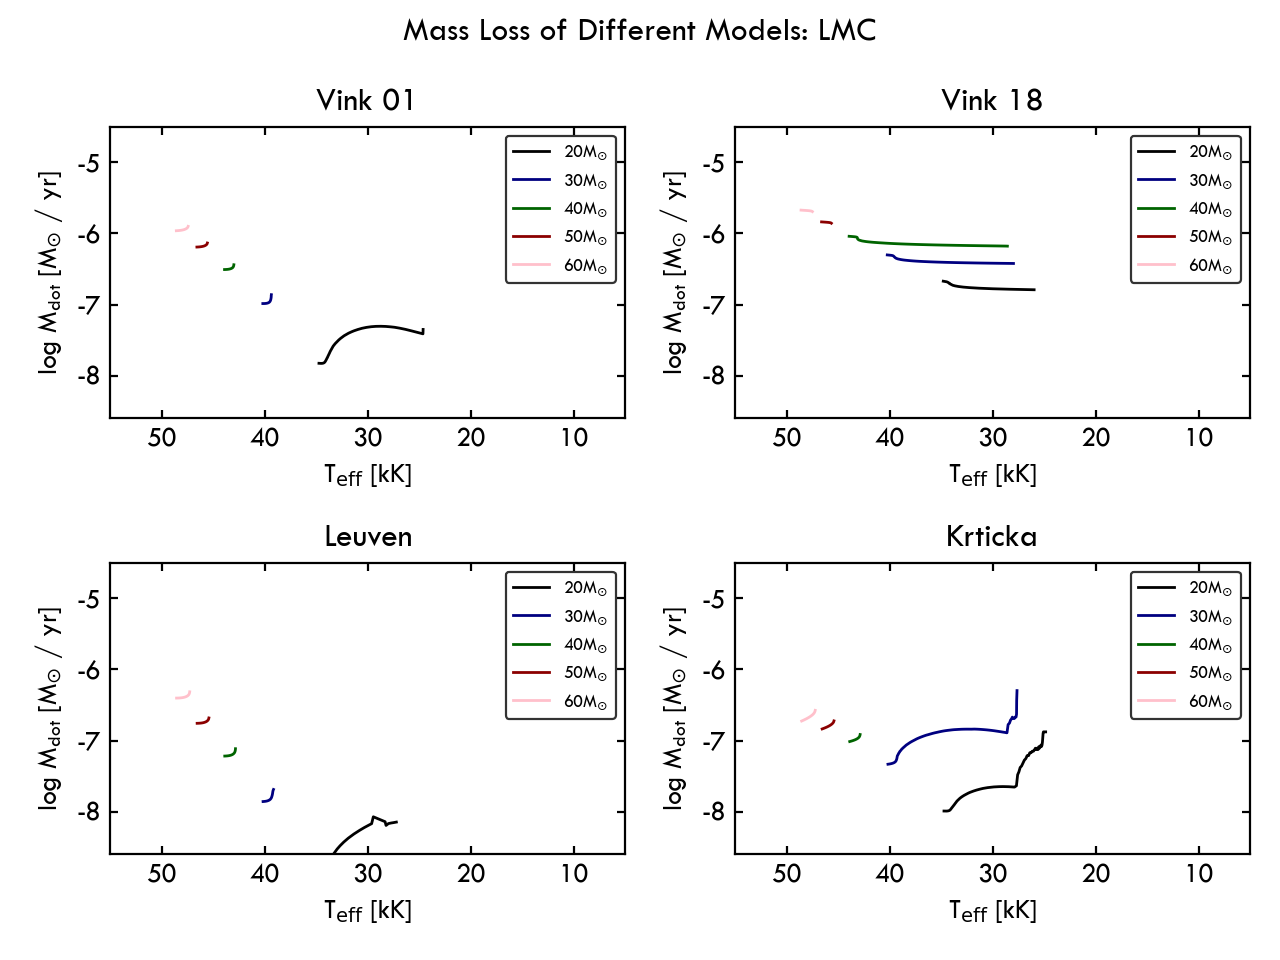 Mass Loss of Different Models: LMC
Vink 01
-5
-6
-7
-8
log M_dot [M⊙ / yr]
50 40 30 20 10
T_eff [kK]
20M⊙
30M⊙
40M⊙
50M⊙
60M⊙
Vink 18
-5
-6
-7
-8
log M_dot [M⊙ / yr]
50 40 30 20 10
T_eff [kK]
20M⊙
30M⊙
40M⊙
50M⊙
60M⊙
Leuven
-5
-6
-7
-8
log M_dot [M⊙ / yr]
50 40 30 20 10
T_eff [kK]
20M⊙
30M⊙
40M⊙
50M⊙
60M⊙
Krticka
-5
-6
-7
-8
log M_dot [M⊙ / yr]
50 40 30 20 10
T_eff [kK]
20M⊙
30M⊙
40M⊙
50M⊙
60M⊙